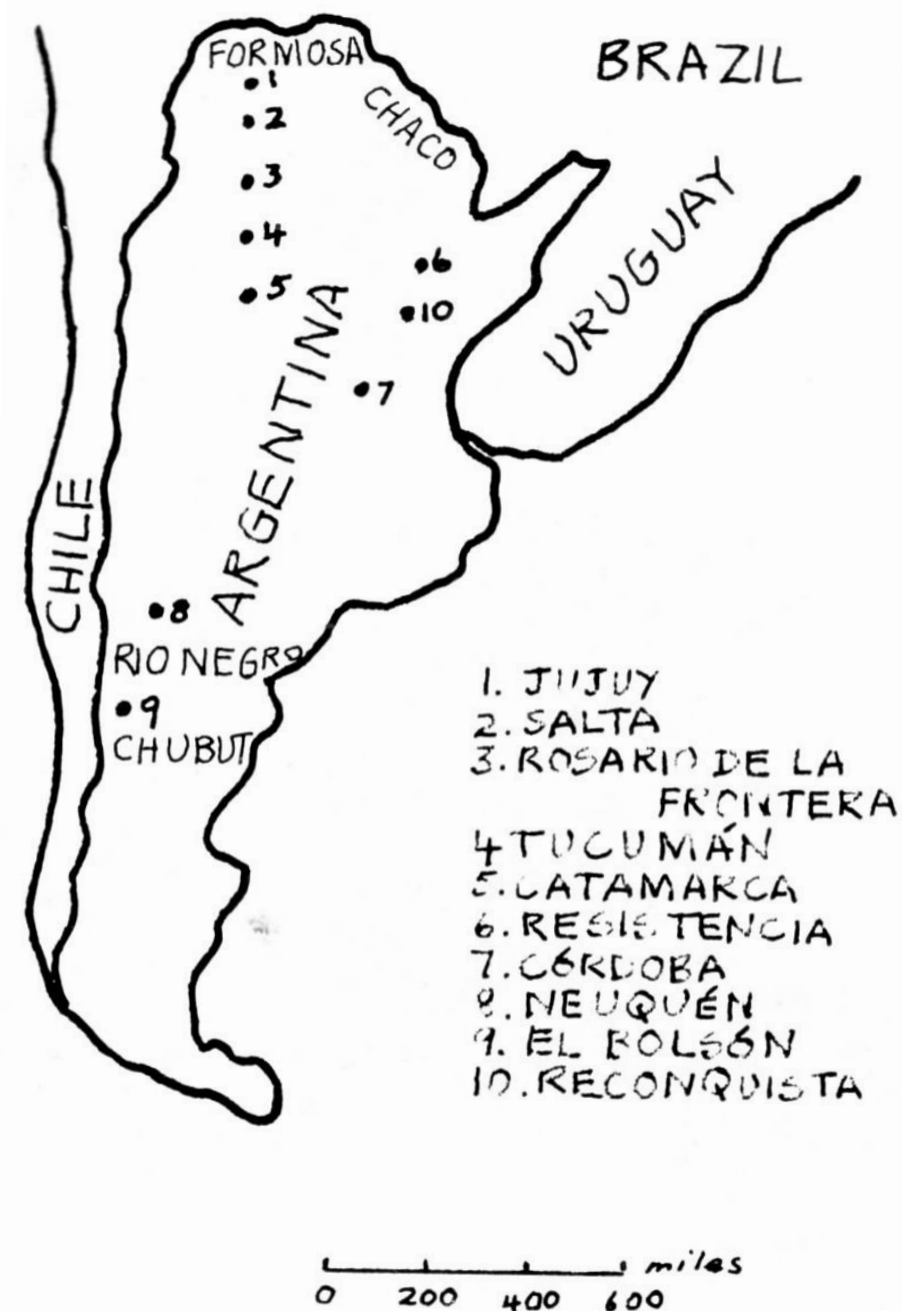 FORMOSA
BRAZIL
CHACO
1
2
3
4
5
6
10
7
URUGUAY
ARGENTINA
CHILE
8
RIO NEGRO
9
CHUBUT
1. JUJUY
2. SALTA
3. ROSARIO DE LA
FRONTERA
4 TUCUMÁN
5. CATAMARCA
6. RESISTENCIA
7. CÓRDOBA
8. NEUQUÉN
9. EL BOLSÓN
10. RECONQUISTA
miles
0 200 400 600